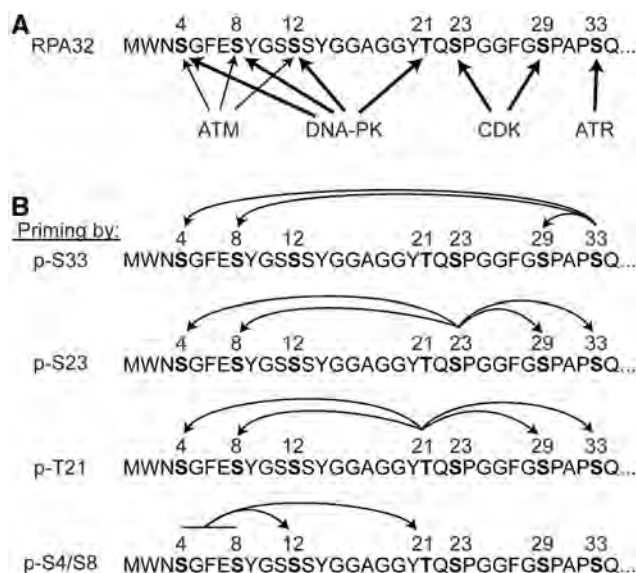 A
4 8 12 21 23 29 33
RPA32 MWNSGFESYGSSSYGGAGGYTQSPGGFGSPAPSQ...
ATM DNA-PK CDK ATR
B
Priming by:
4 8 12 21 23 29 33
p-S33 MWNSGFESYGSSSYGGAGGYTQSPGGFGSPAPSQ...
4 8 12 21 23 29 33
p-S23 MWNSGFESYGSSSYGGAGGYTQSPGGFGSPAPSQ...
4 8 12 21 23 29 33
p-T21 MWNSGFESYGSSSYGGAGGYTQSPGGFGSPAPSQ...
4 8 12 21 23 29 33
p-S4/S8 MWNSGFESYGSSSYGGAGGYTQSPGGFGSPAPSQ...